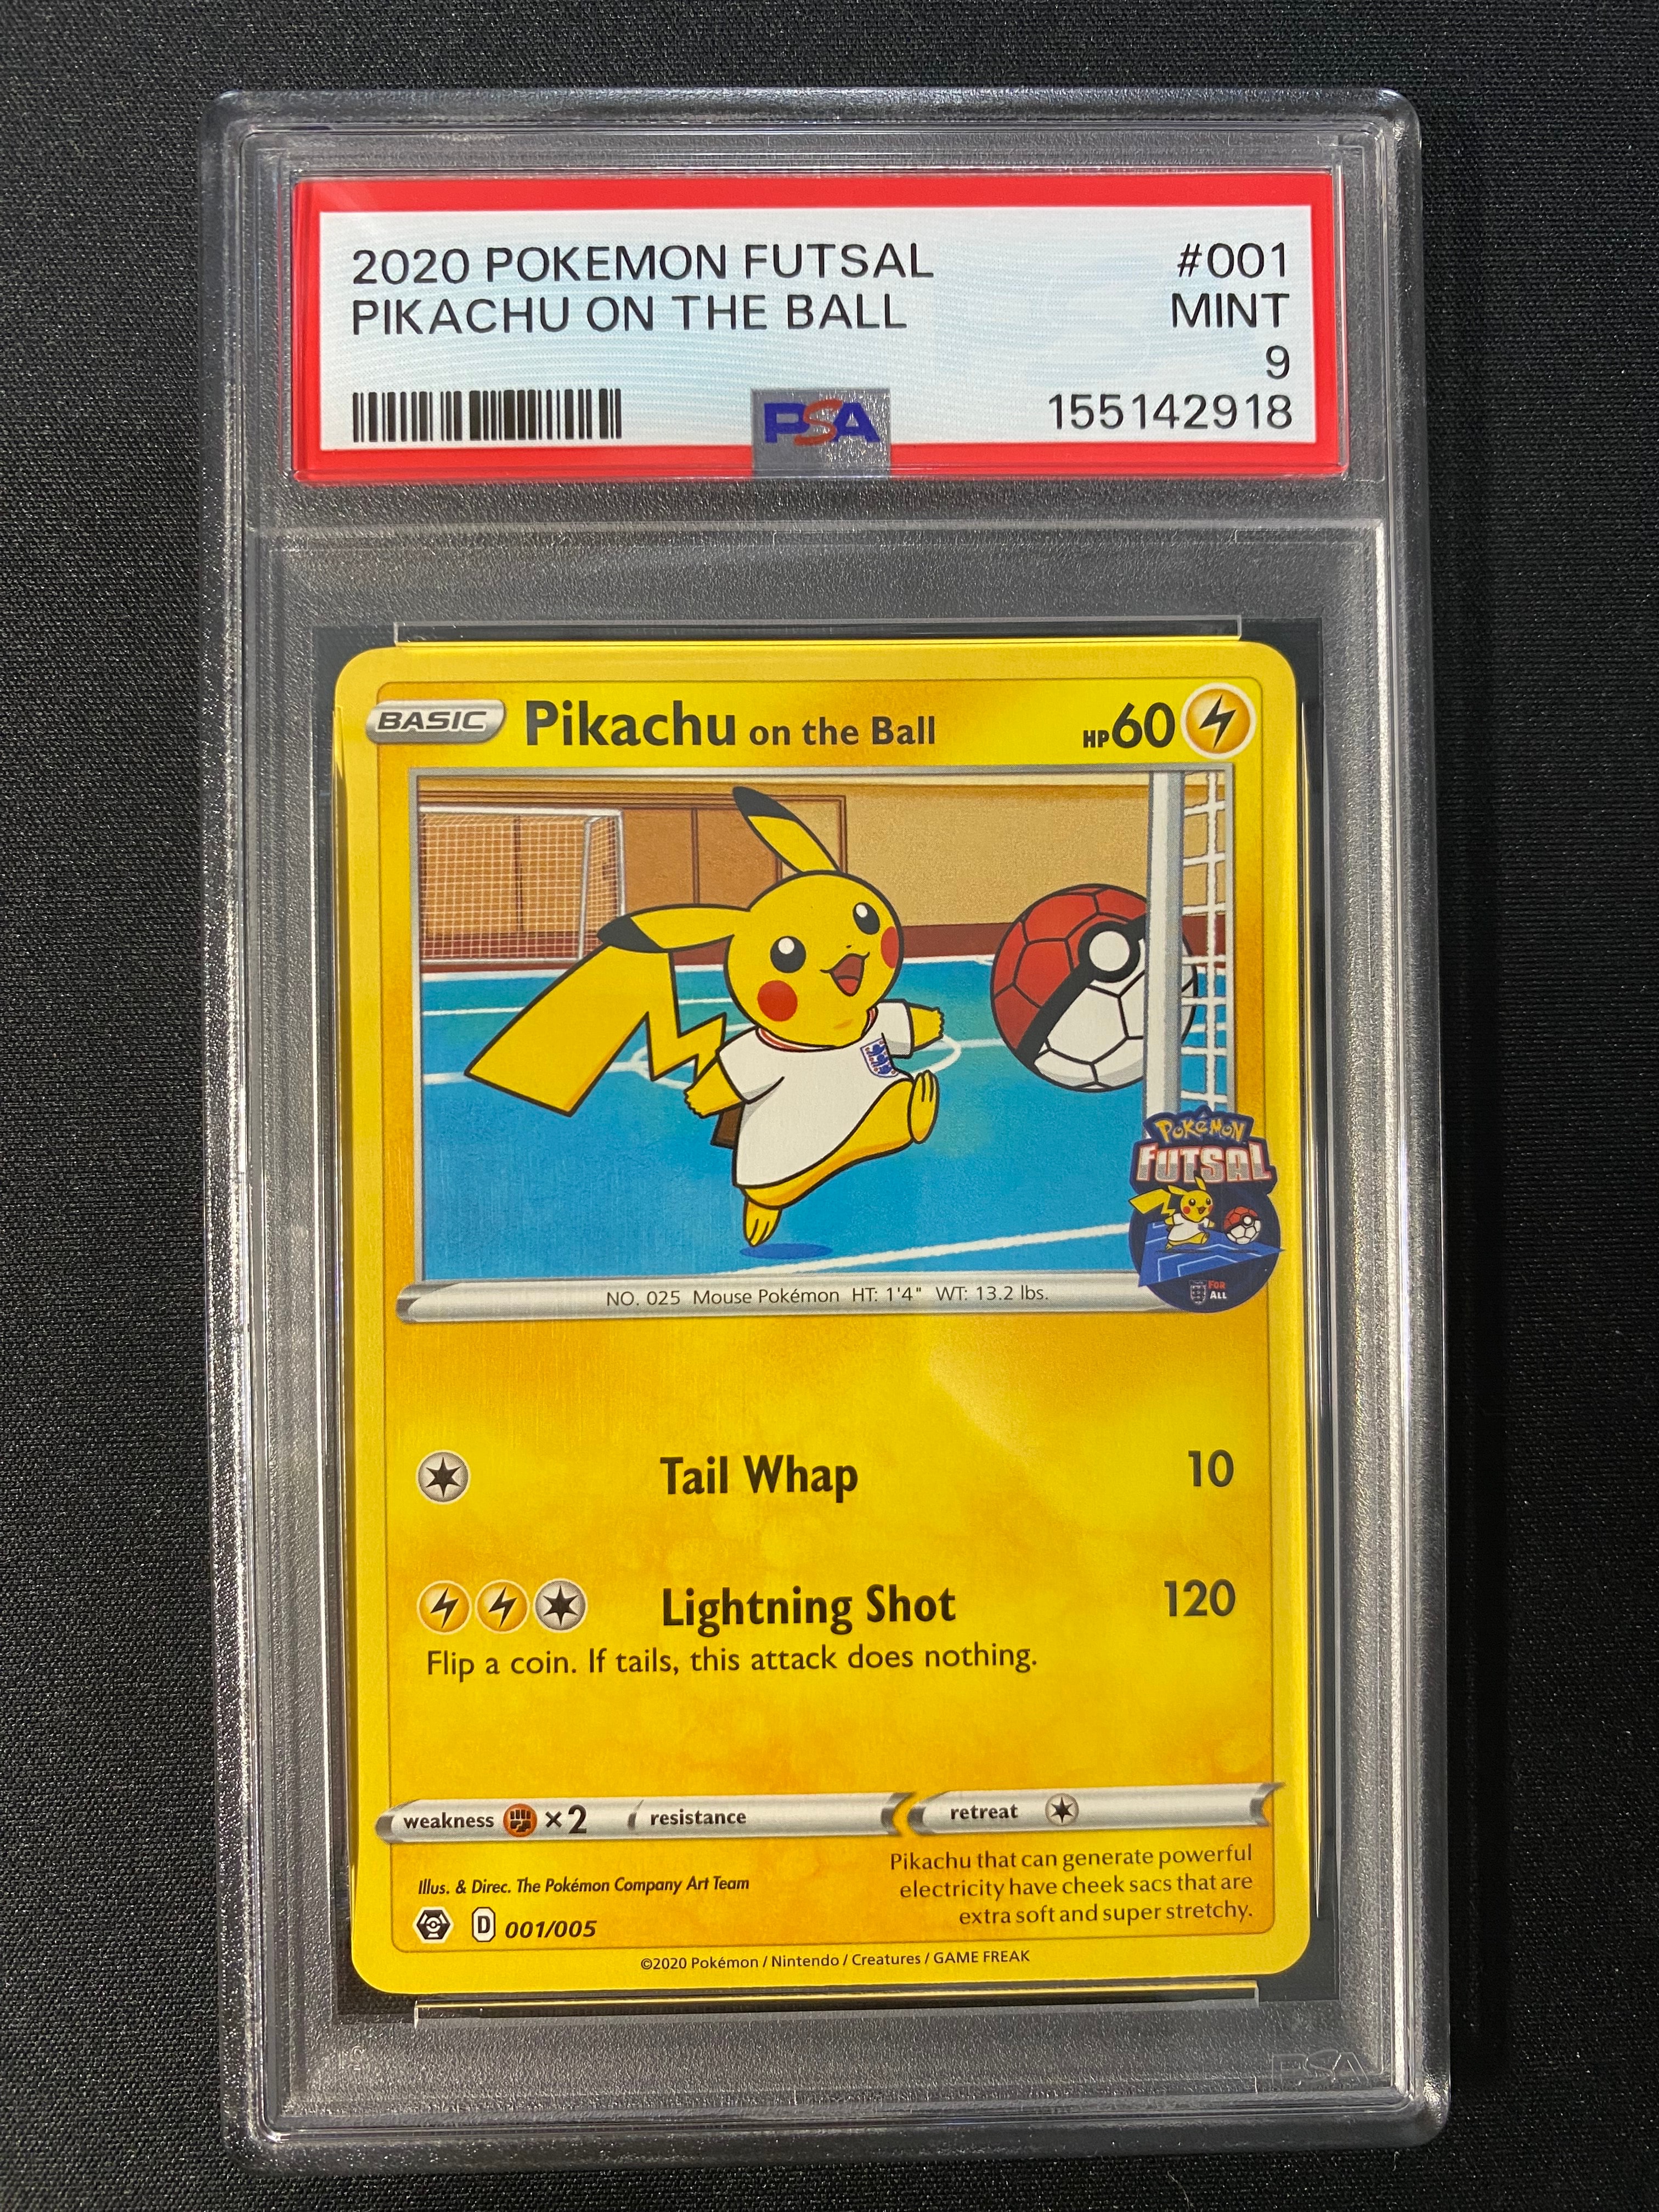 2020 POKEMON FUTSAL #001
PIKACHU ON THE BALL MINT
9
PSA 155142918
BASIC Pikachu on the Ball HP60
POKéMON
FUTSAL
FOR
ALL
NO. 025 Mouse Pokémon HT: 1'4" WT: 13.2 lbs.
Tail Whap 10
Lightning Shot 120
Flip a coin. If tails, this attack does nothing.
weakness ×2 resistance retreat
Pikachu that can generate powerful
electricity have cheek sacs that are
extra soft and super stretchy.
Illus. & Direc. The Pokémon Company Art Team
D 001/005
©2020 Pokémon / Nintendo / Creatures / GAME FREAK
PSA